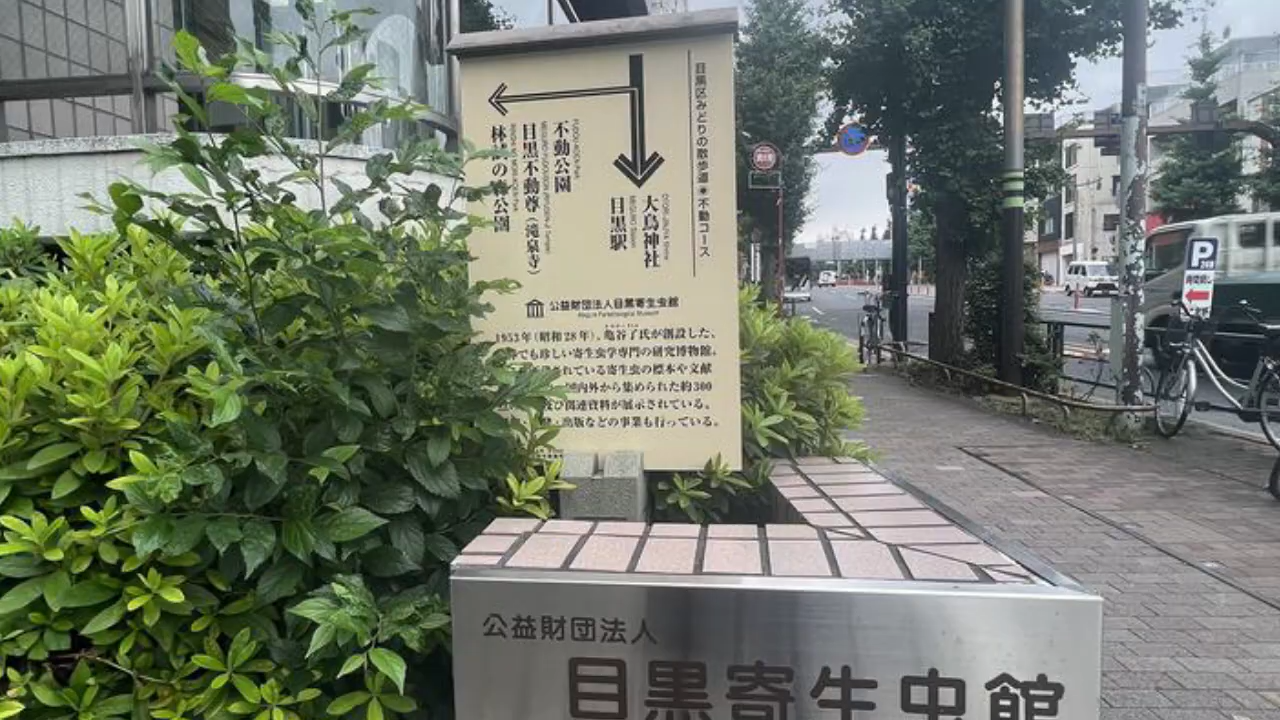 目黒区みどりの散歩道●不動コース
大鳥神社
目黒駅
不動公園
目黒不動尊（滝泉寺）
林の
公園
公益財団法人目黒寄生虫館
Meguro Parasitological Museum
1953年（昭和28年）、亀谷了氏が創設した、
でも珍しい寄生虫学専門の研究博物館。
されている寄生虫の標本や文献
国内外から集められた約300
及び関連資料が展示されている。
・出版などの事業も行っている。
P
公益財団法人
目黒寄生虫館